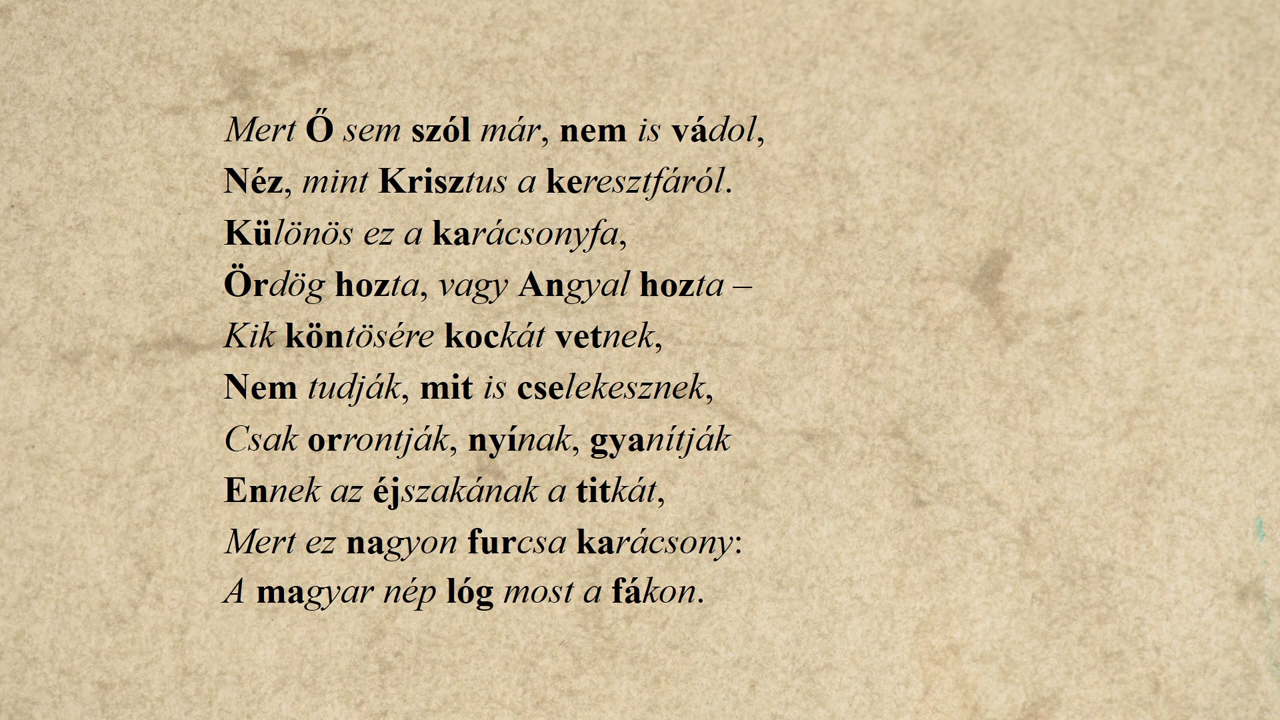 Mert Ő sem szól már, nem is vádol,
Néz, mint Krisztus a keresztfáról.
Különös ez a karácsonyfa,
Ördög hozta, vagy Angyal hozta –
Kik köntösére kockát vetnek,
Nem tudják, mit is cselekesznek,
Csak orrontják, nyínak, gyanítják
Ennek az éjszakának a titkát,
Mert ez nagyon furcsa karácsony:
A magyar nép lóg most a fákon.